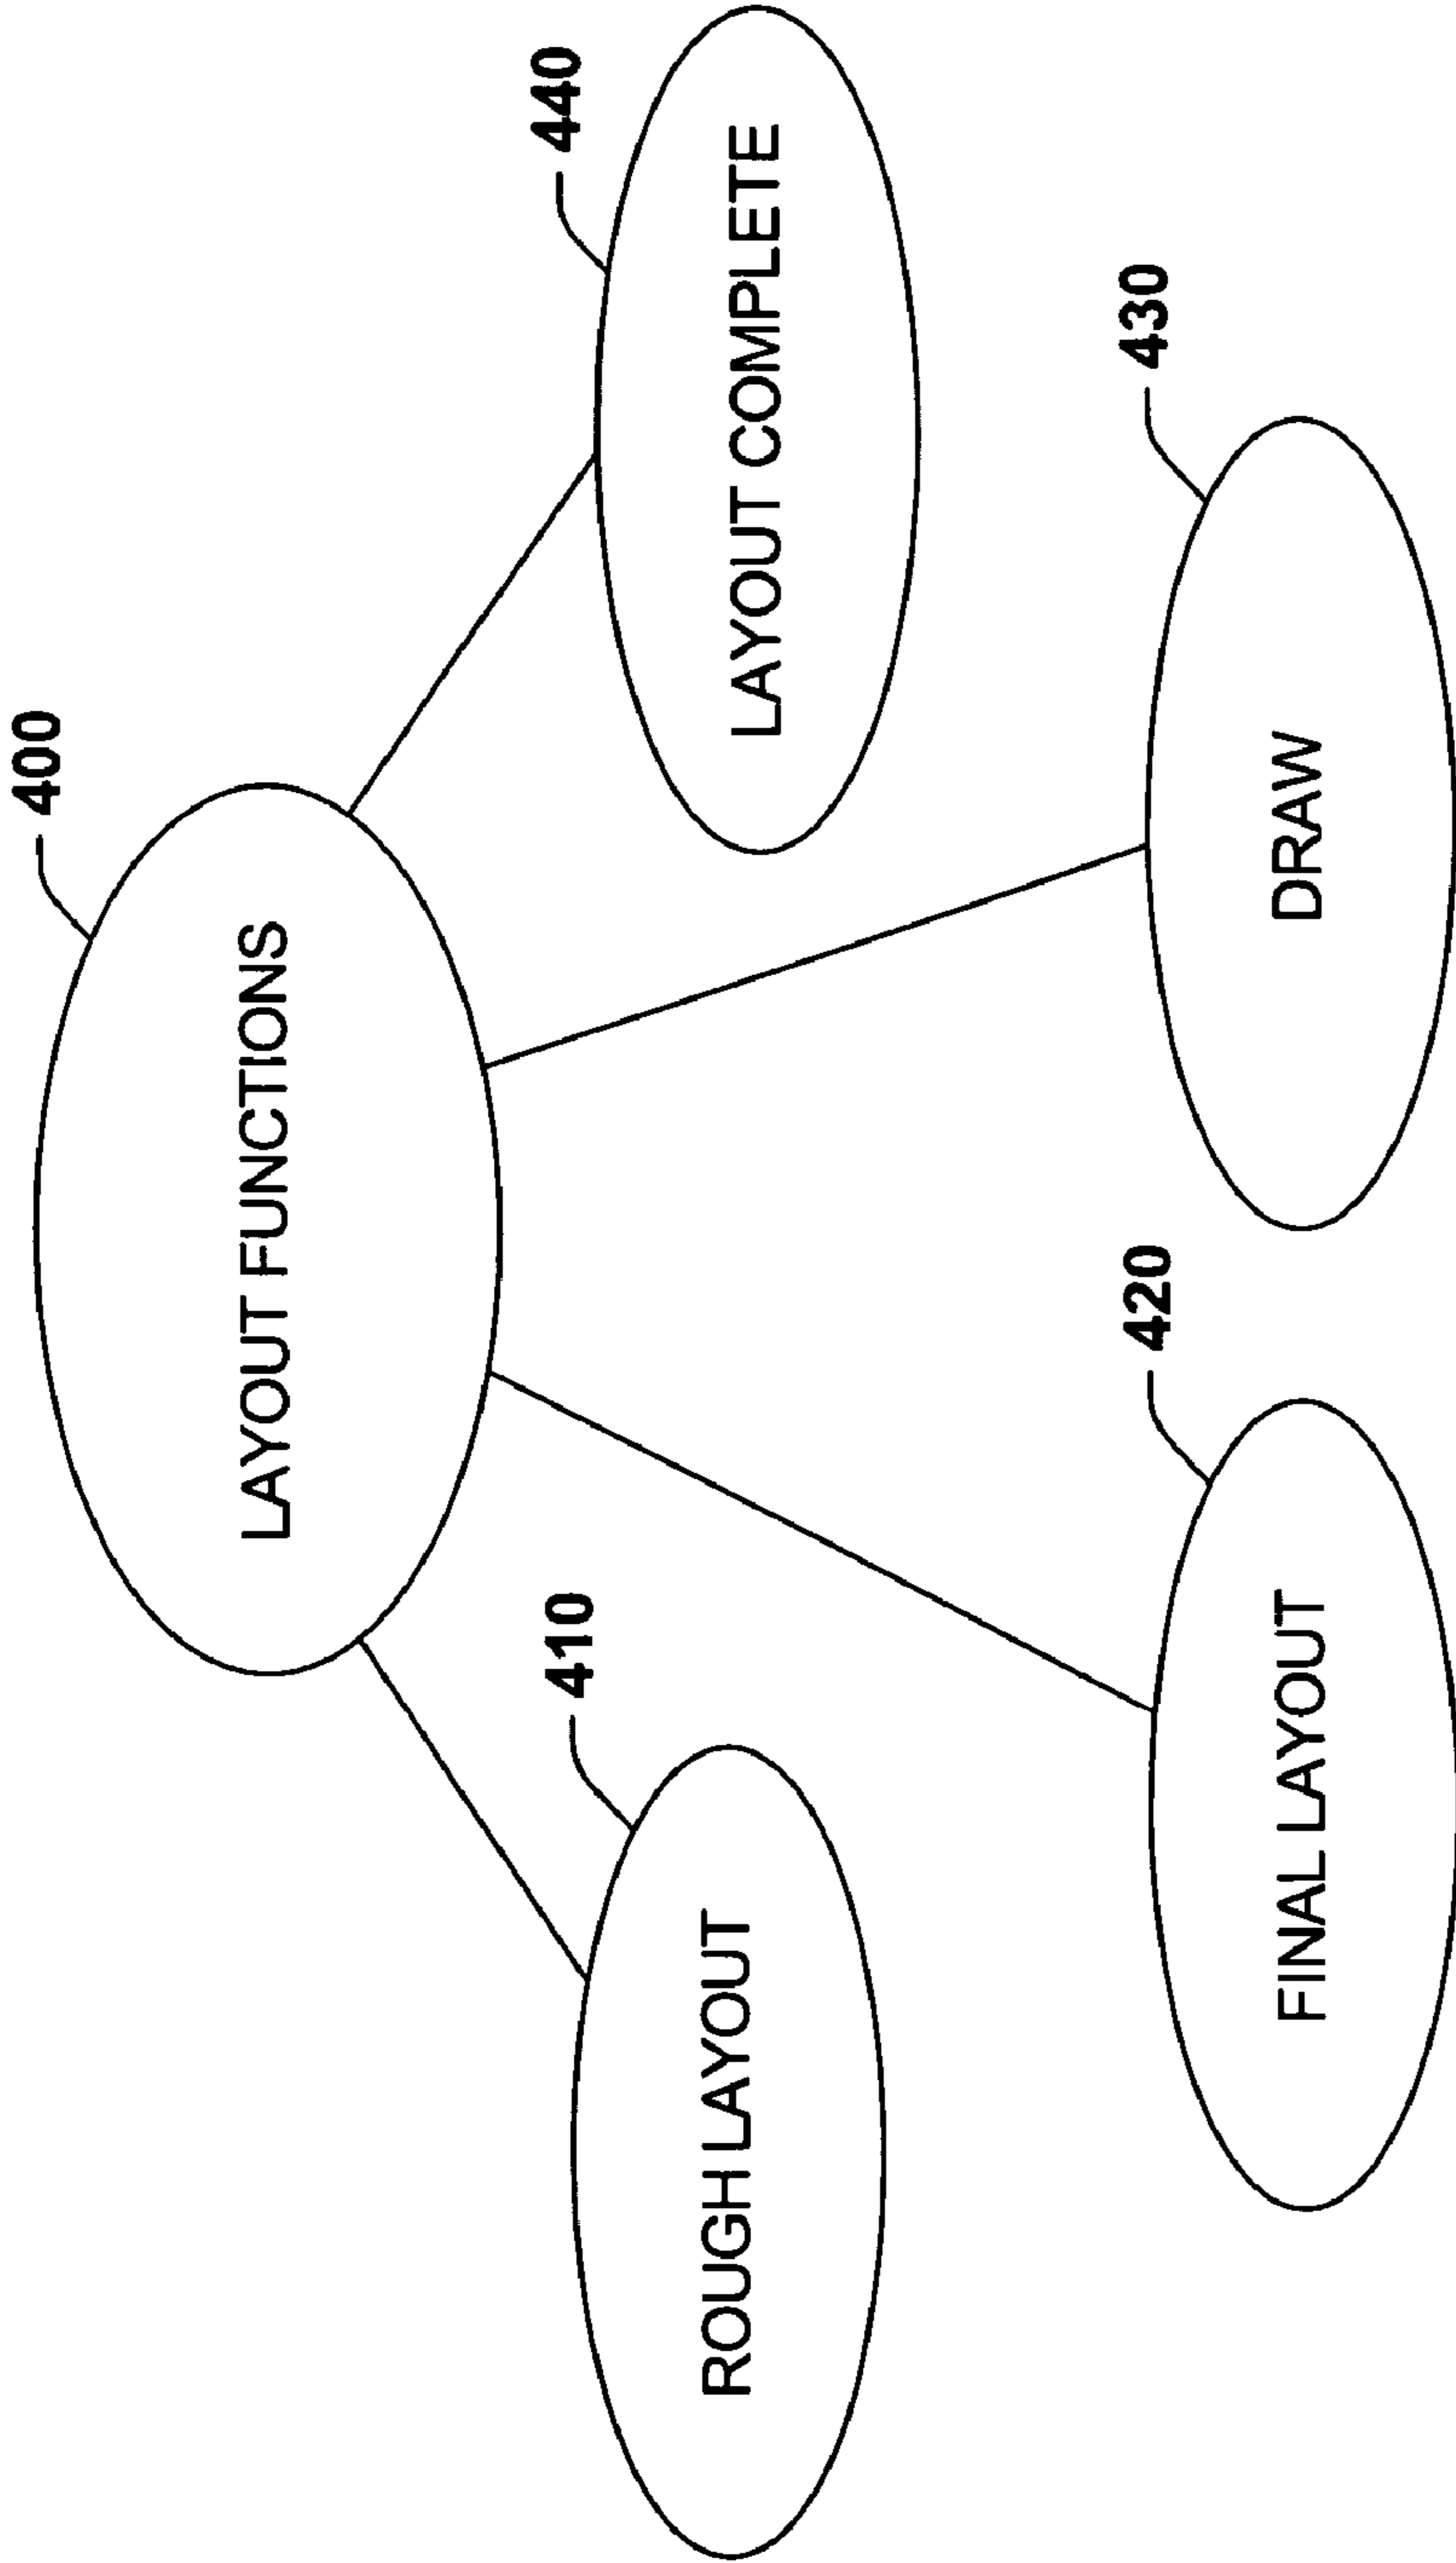 400
LAYOUT FUNCTIONS
410
ROUGH LAYOUT
440
LAYOUT COMPLETE
420
FINAL LAYOUT
430
DRAW